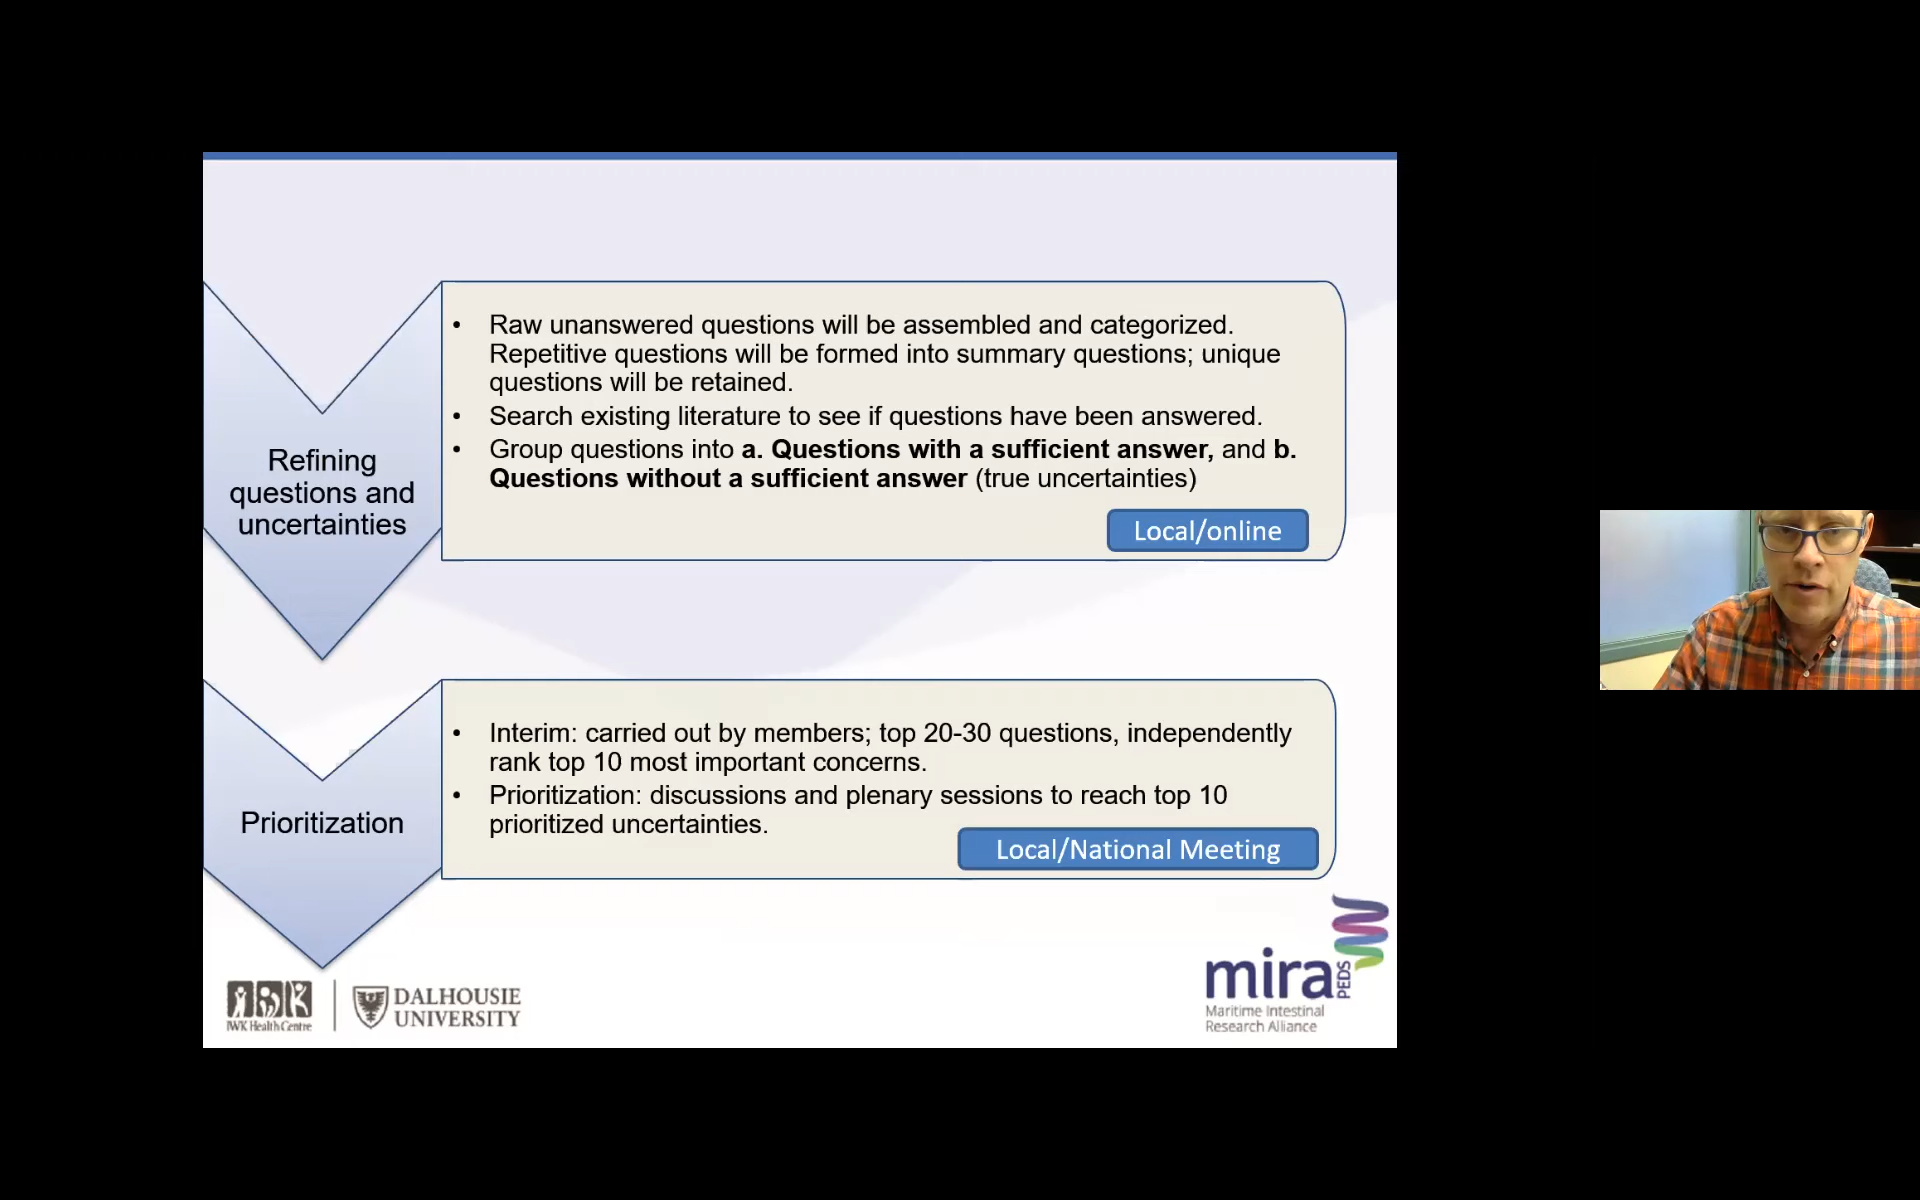 • Raw unanswered questions will be assembled and categorized.
Repetitive questions will be formed into summary questions; unique
questions will be retained.
• Search existing literature to see if questions have been answered.
• Group questions into a. Questions with a sufficient answer, and b.
Questions without a sufficient answer (true uncertainties)
Refining
questions and
uncertainties
Local/online
• Interim: carried out by members; top 20-30 questions, independently
rank top 10 most important concerns.
• Prioritization: discussions and plenary sessions to reach top 10
prioritized uncertainties.
Prioritization
Local/National Meeting
IWK Health Centre
DALHOUSIE
UNIVERSITY
mira
PEDS
Maritime Intestinal
Research Alliance